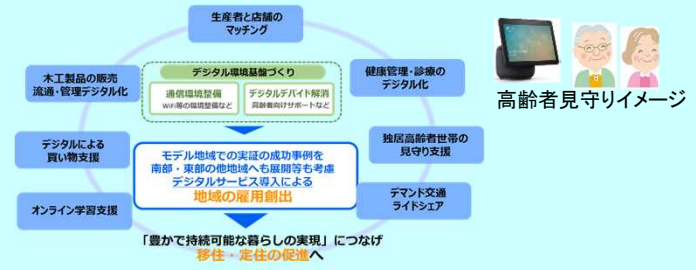 生産者と店舗の
マッチング
木工製品の販売
流通・管理デジタル化
デジタル環境基盤づくり
通信環境整備
WiFi等の環境整備など
デジタルデバイド解消
高齢者向けサポートなど
健康管理・診療の
デジタル化
高齢者見守りイメージ
デジタルによる
買い物支援
モデル地域での実証の成功事例を
南部・東部の他地域へも展開等も考慮
デジタルサービス導入による
地域の雇用創出
独居高齢者世帯の
見守り支援
オンライン学習支援
デマンド交通
ライドシェア
「豊かで持続可能な暮らしの実現」につなげ
移住・定住の促進へ